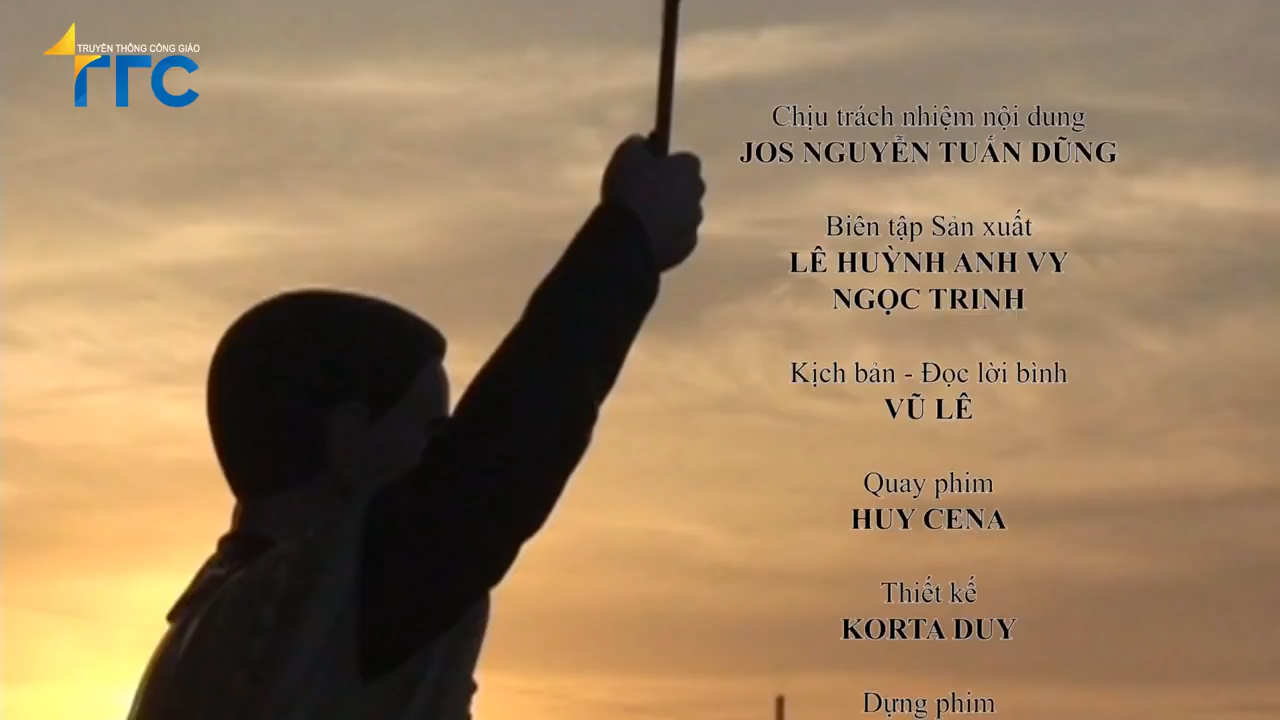 TRUYỀN THÔNG CÔNG GIÁO
TTC
Chịu trách nhiệm nội dung
JOS NGUYỄN TUẤN DŨNG
Biên tập Sản xuất
LÊ HUỲNH ANH VY
NGỌC TRINH
Kịch bản - Đọc lời bình
VŨ LÊ
Quay phim
HUY CENA
Thiết kế
KORTA DUY
Dựng phim